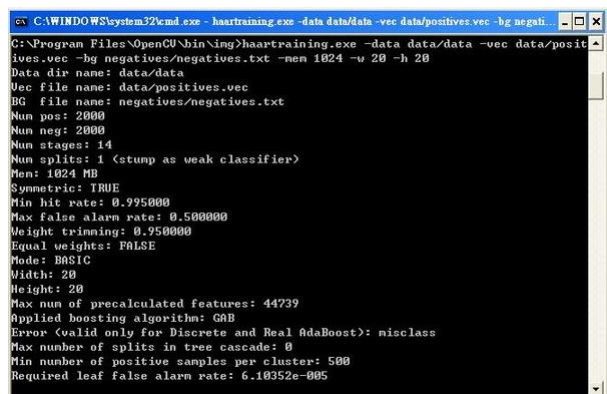 C:\WINDOWS\system32\cmd.exe - haartraining.exe -data data/data -vec data/positives.vec -bg negati...
C:\Program Files\OpenCV\bin\img>haartraining.exe -data data/data -vec data/posit
ives.vec -bg negatives/negatives.txt -mem 1024 -w 20 -h 20
Data dir name: data/data
Vec file name: data/positives.vec
BG  file name: negatives/negatives.txt
Num pos: 2000
Num neg: 2000
Num stages: 14
Num splits: 1 (stump as weak classifier)
Mem: 1024 MB
Symmetric: TRUE
Min hit rate: 0.995000
Max false alarm rate: 0.500000
Weight trimming: 0.950000
Equal weights: FALSE
Mode: BASIC
Width: 20
Height: 20
Max num of precalculated features: 44739
Applied boosting algorithm: GAB
Error (valid only for Discrete and Real AdaBoost): misclass
Max number of splits in tree cascade: 0
Min number of positive samples per cluster: 500
Required leaf false alarm rate: 6.10352e-005